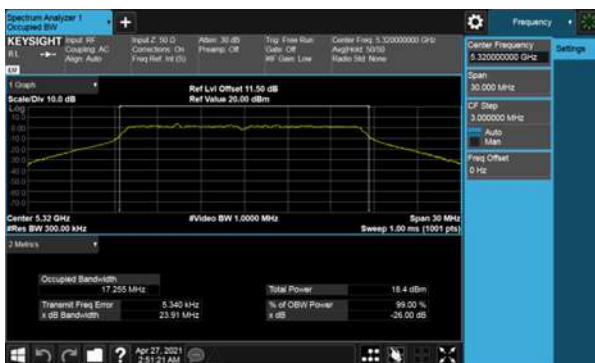 Spectrum Analyzer 1
Occupied BW
Frequency
KEYSIGHT
Input: RF
Coupling: AC
Align: Auto
Input Z: 50 Ω
Corrections: On
Freq Ref: Int (S)
Atten: 30 dB
Preamp: Off
Trig: Free Run
Gate: Off
#IF Gain: Low
Center Freq: 5.320000000 GHz
Avg|Hold: 50/50
Radio Std: None
Center Frequency
5.320000000 GHz
Settings
Span
30.000 MHz
CF Step
3.000000 MHz
Auto
Man
Freq Offset
0 Hz
1 Graph
Ref Lvl Offset 11.50 dB
Scale/Div 10.0 dB
Ref Value 20.00 dBm
Log
10.0
0.00
Center 5.32 GHz
#Video BW 1.0000 MHz
Span 30 MHz
#Res BW 300.00 kHz
Sweep 1.00 ms (1001 pts)
2 Metrics
Occupied Bandwidth
17.255 MHz
Total Power
18.4 dBm
Transmit Freq Error
5.340 kHz
% of OBW Power
99.00 %
x dB Bandwidth
23.91 MHz
x dB
-26.00 dB
?
Apr 27, 2021
2:51:21 AM